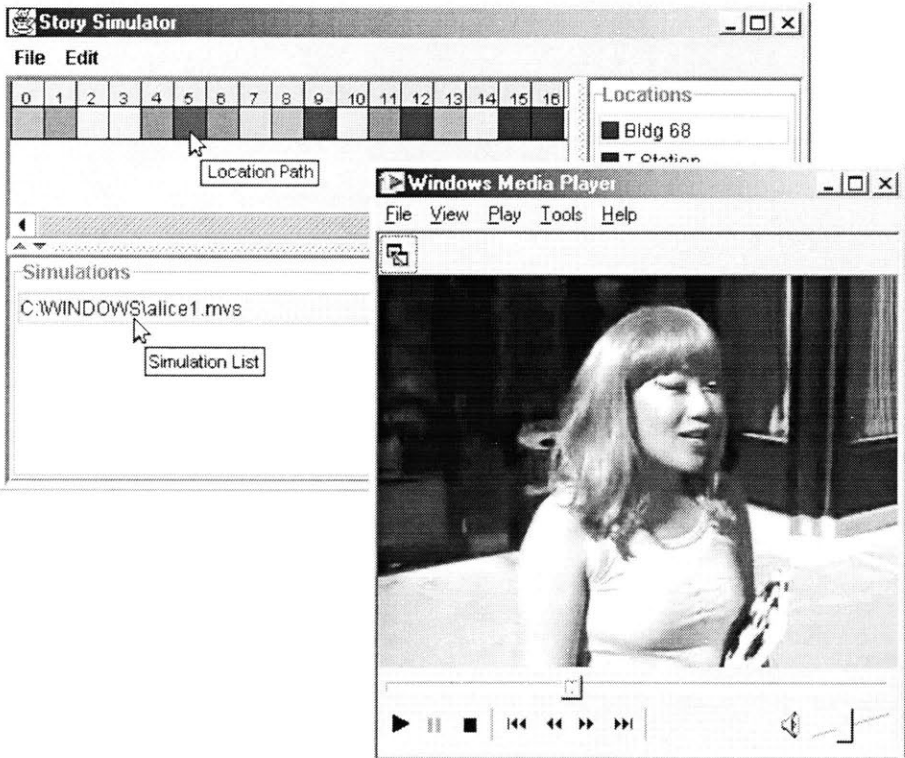 Story Simulator
File Edit
0 1 2 3 4 5 6 7 8 9 10 11 12 13 14 15 16
Location Path
Locations
Bldg 68
T Station
Simulations
C:\WINDOWS\alice1.mvs
Simulation List
Windows Media Player
File View Play Tools Help